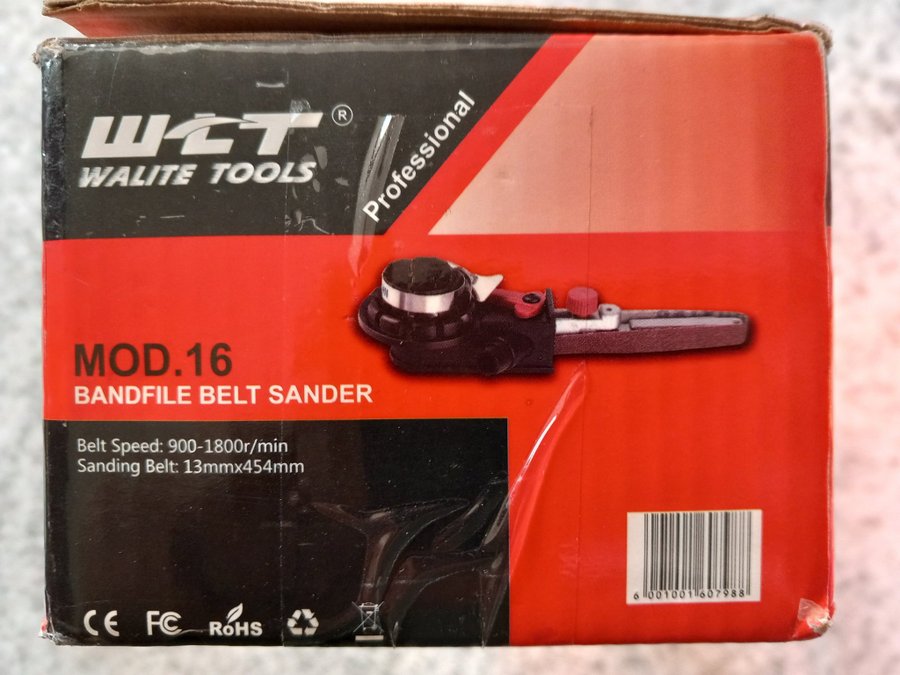 WLT ®
WALITE TOOLS
Professional
MOD.16
BANDFILE BELT SANDER
Belt Speed: 900-1800r/min
Sanding Belt: 13mmx454mm
6 001001 607988
CE FC RoHS